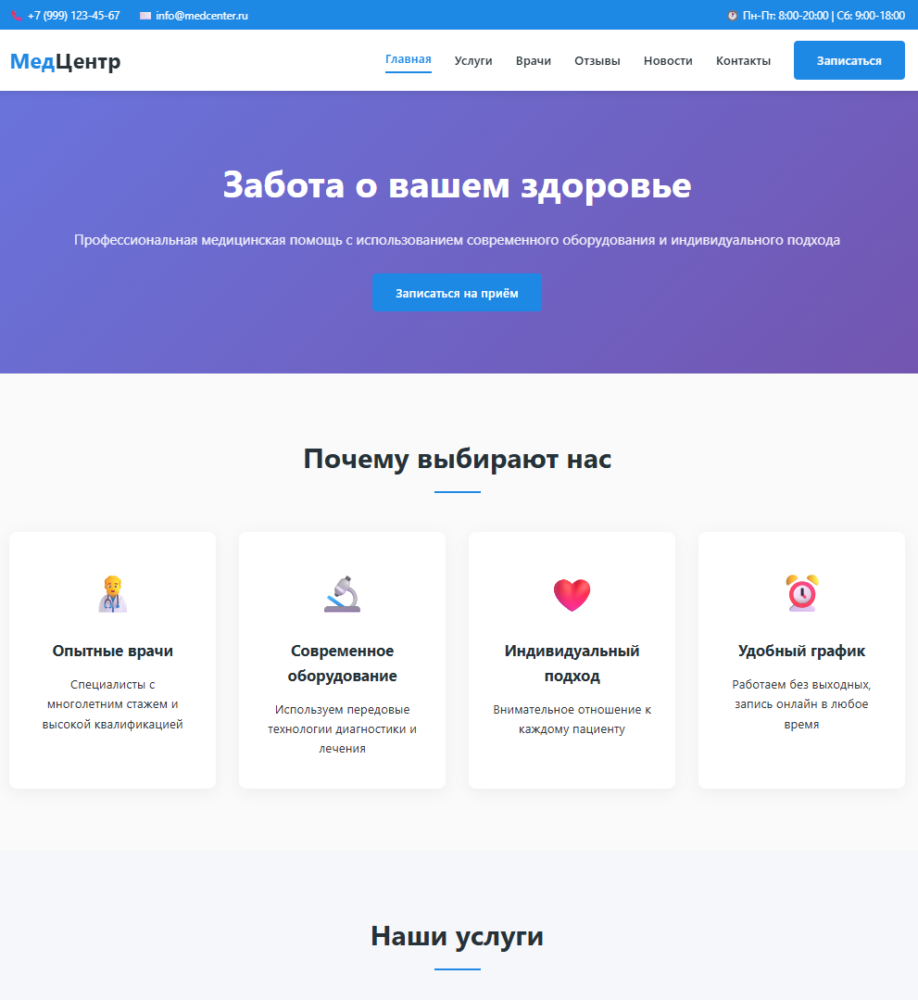 +7 (999) 123-45-67 info@medcenter.ru Пн-Пт: 8:00-20:00 | Сб: 9:00-18:00
МедЦентр Главная Услуги Врачи Отзывы Новости Контакты Записаться
Забота о вашем здоровье
Профессиональная медицинская помощь с использованием современного оборудования и индивидуального подхода
Записаться на приём
Почему выбирают нас
Опытные врачи
Специалисты с
многолетним стажем и
высокой квалификацией
Современное
оборудование
Используем передовые
технологии диагностики и
лечения
Индивидуальный
подход
Внимательное отношение к
каждому пациенту
Удобный график
Работаем без выходных,
запись онлайн в любое
время
Наши услуги